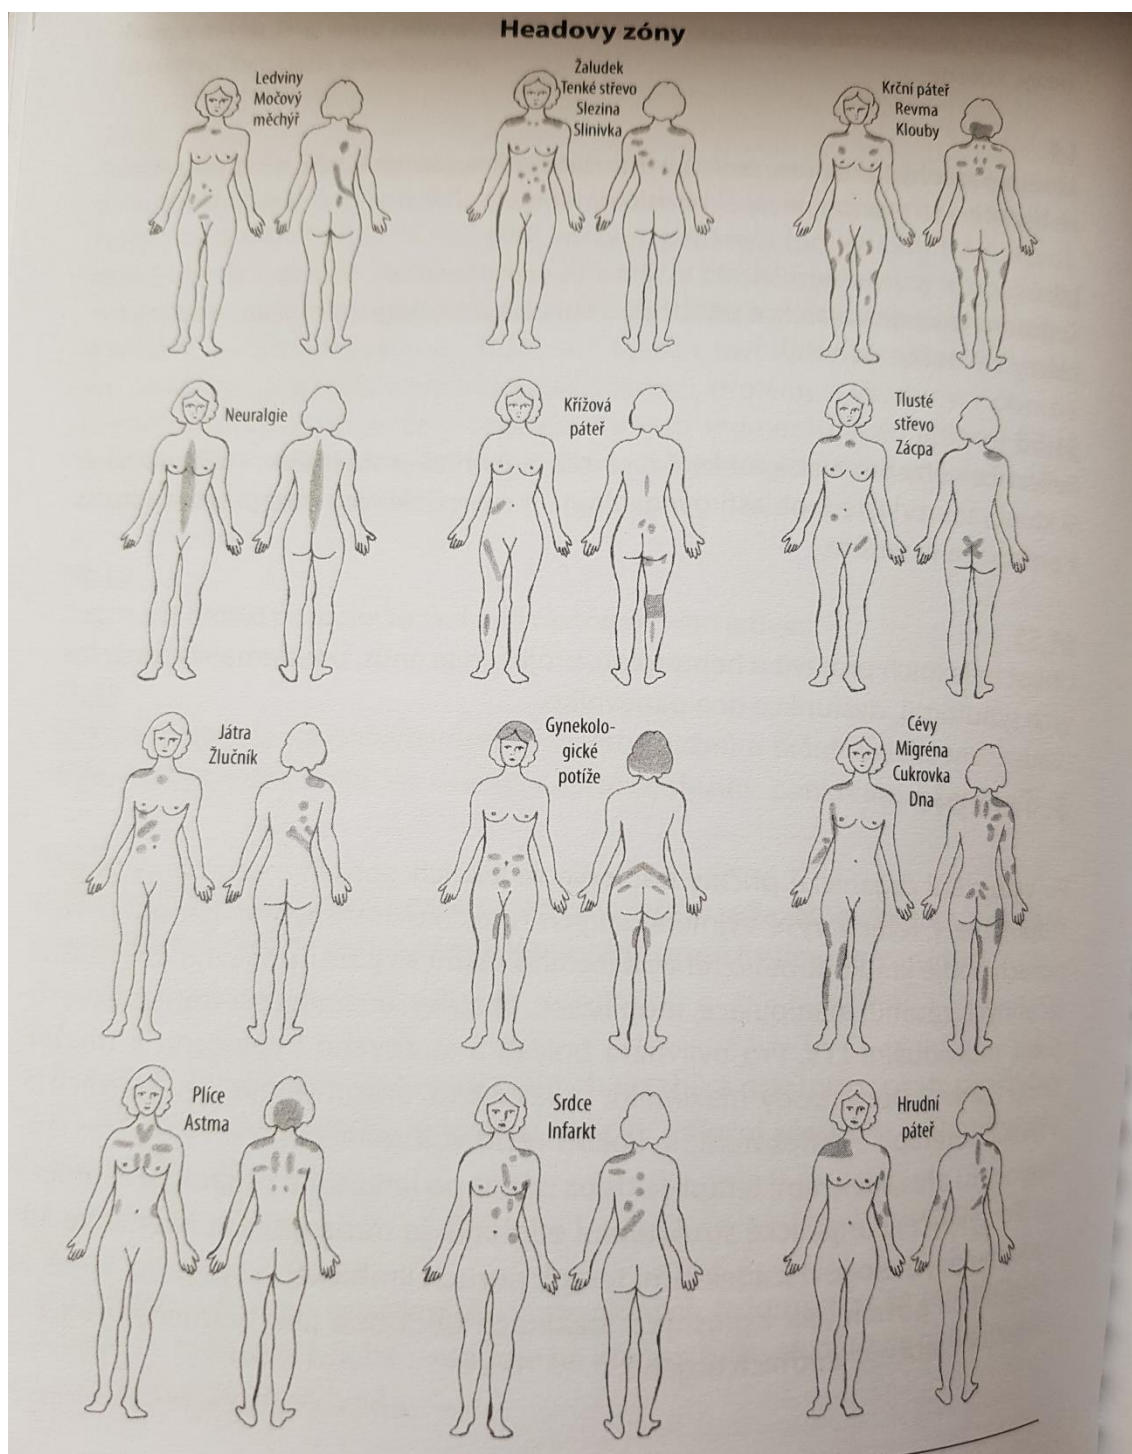 Headovy zóny
Ledviny
Močový
měchýř
Žaludek
Tenké střevo
Slezina
Slinivka
Krční páteř
Revma
Klouby
Neuralgie
Křížová
páteř
Tlusté
střevo
Zácpa
Játra
Žlučník
Gynekolo-
gické
potíže
Cévy
Migréna
Cukrovka
Dna
Plíce
Astma
Srdce
Infarkt
Hrudní
páteř